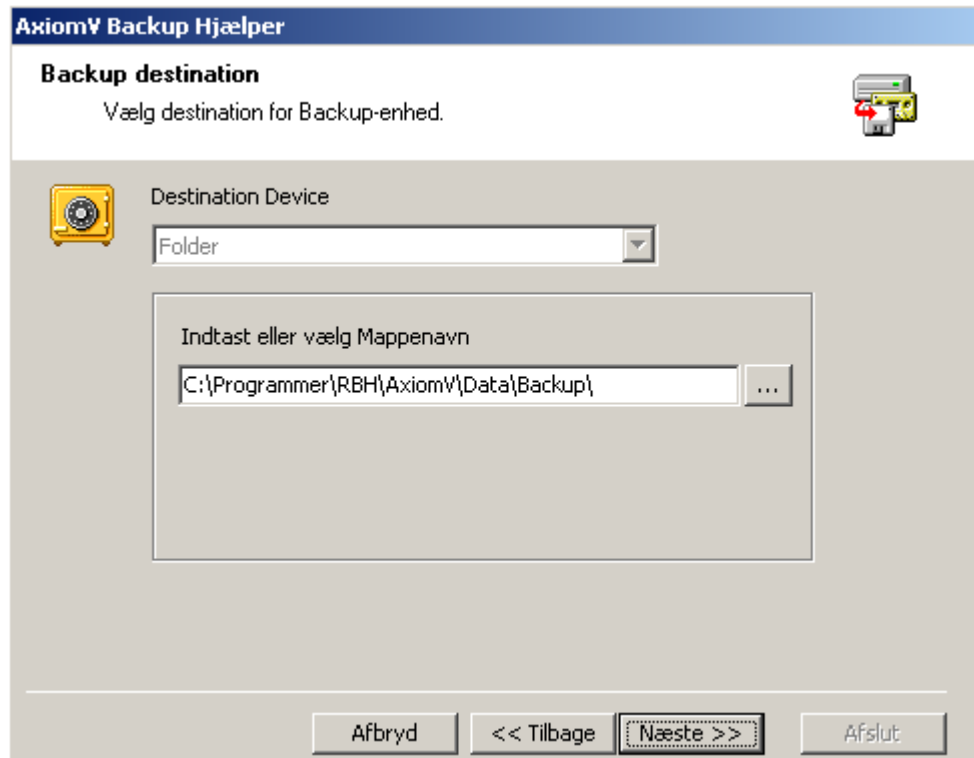 AxiomV Backup Hjælper
Backup destination
Vælg destination for Backup-enhed.
Destination Device
Folder
Indtast eller vælg Mappenavn
C:\Programmer\RBH\AxiomV\Data\Backup\
...
Afbryd
<< Tilbage
Næste >>
Afslut